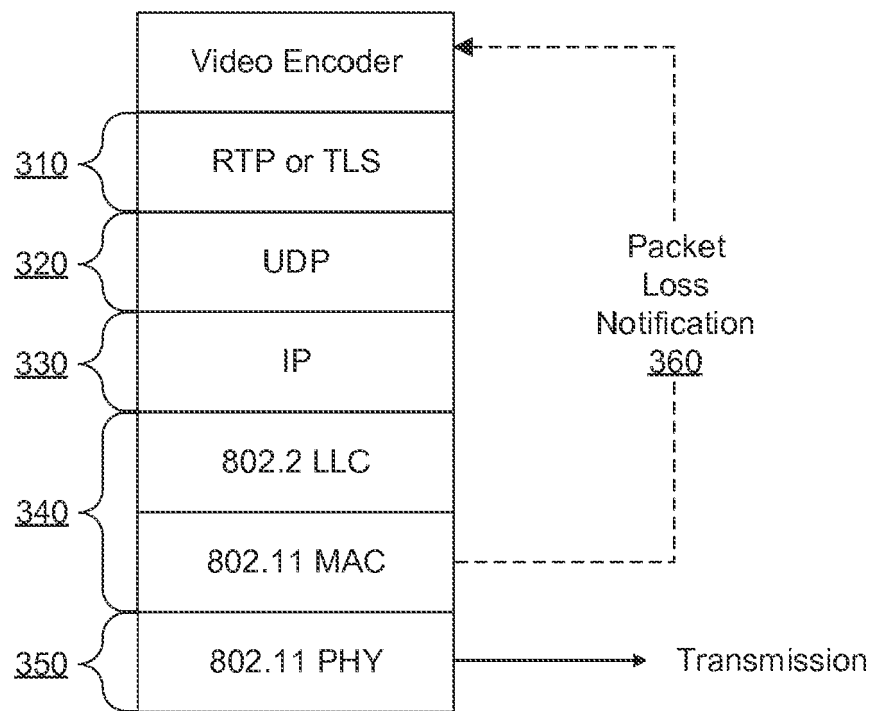 Video Encoder
310
RTP or TLS
320
UDP
330
IP
340
802.2 LLC
802.11 MAC
350
802.11 PHY
Packet
Loss
Notification
360
Transmission